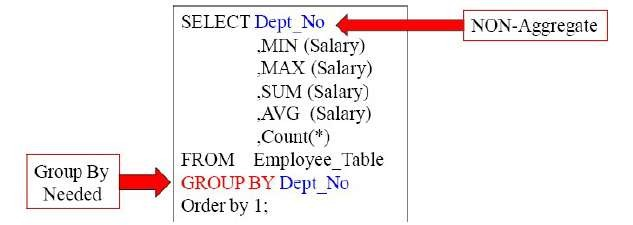 SELECT Dept_No
,MIN (Salary)
,MAX (Salary)
,SUM (Salary)
,AVG (Salary)
,Count(*)
FROM Employee_Table
GROUP BY Dept_No
Order by 1;
NON-Aggregate
Group By
Needed